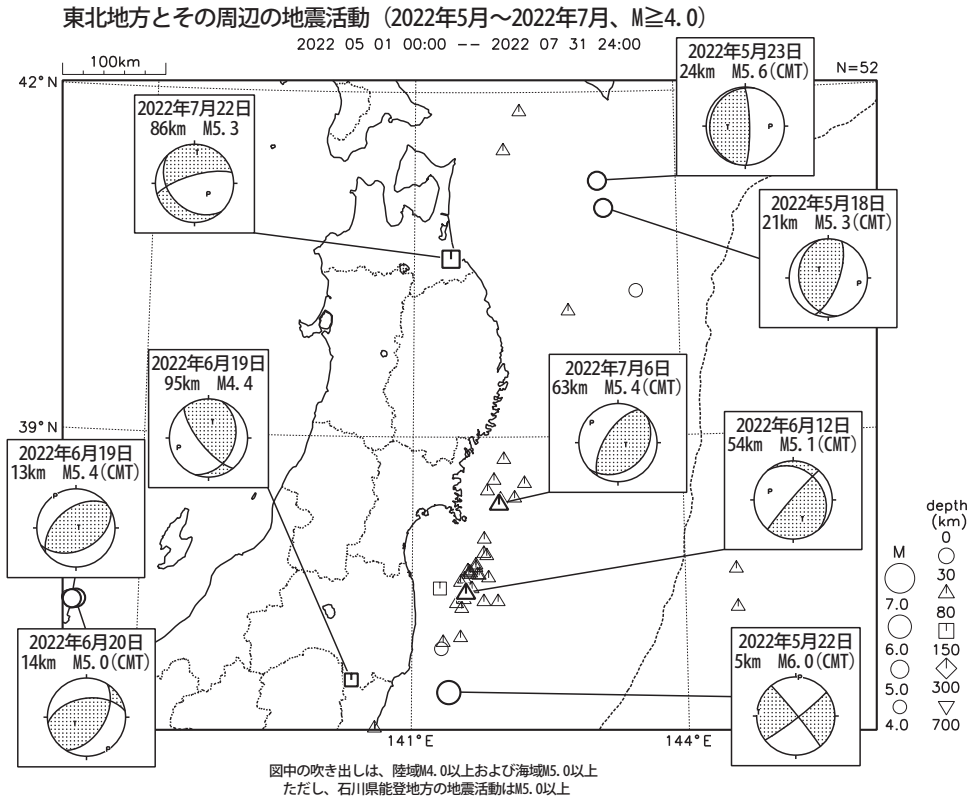 東北地方とその周辺の地震活動（2022年5月～2022年7月、M≧4.0）
2022 05 01 00:00 -- 2022 07 31 24:00
100km
N=52
42°N
39°N
141°E
144°E
2022年5月23日
24km M5.6(CMT)
T
P
2022年7月22日
86km M5.3
T
P
2022年5月18日
21km M5.3(CMT)
T
P
2022年6月19日
95km M4.4
T
P
2022年7月6日
63km M5.4(CMT)
P
T
2022年6月12日
54km M5.1(CMT)
P
T
2022年6月19日
13km M5.4(CMT)
P
T
2022年6月20日
14km M5.0(CMT)
T
P
2022年5月22日
5km M6.0(CMT)
P
T
M
7.0
6.0
5.0
4.0
depth
(km)
0
30
80
150
300
700
図中の吹き出しは、陸域M4.0以上および海域M5.0以上
ただし、石川県能登地方の地震活動はM5.0以上